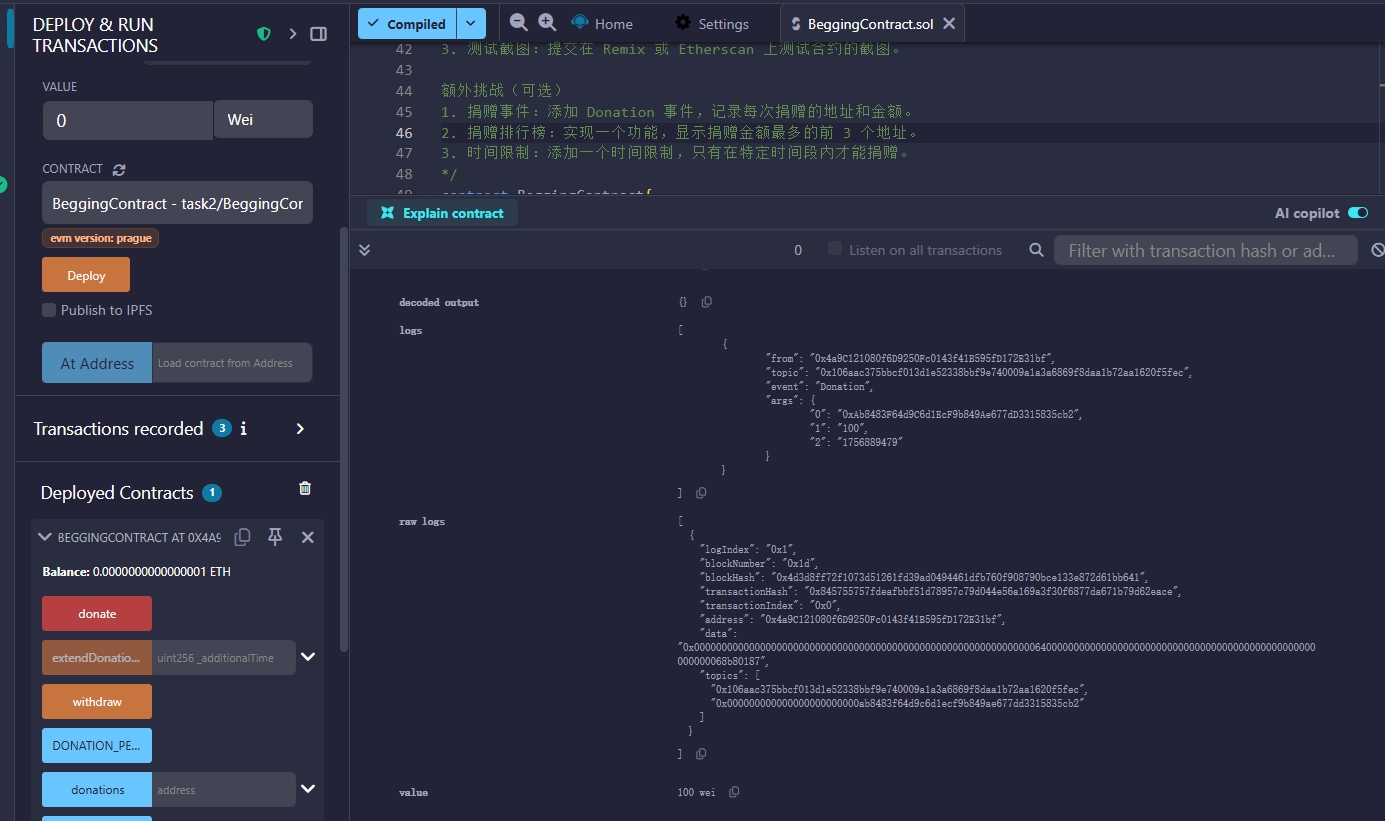 DEPLOY & RUN
TRANSACTIONS
VALUE
0
Wei
CONTRACT
BeggingContract - task2/BeggingCor
evm version: prague
Deploy
Publish to IPFS
At Address
Load contract from Address
Transactions recorded 3 i
Deployed Contracts 1
BEGGINGCONTRACT AT 0X4A9
Balance: 0.0000000000000001 ETH
donate
extendDonatio...
uint256 _additionalTime
withdraw
DONATION_PE...
donations
address
Compiled
Home
Settings
BeggingContract.sol
42 3. 测试截图：提交在 Remix 或 Etherscan 上测试合约的截图。
43
44 额外挑战（可选）
45 1. 捐赠事件：添加 Donation 事件，记录每次捐赠的地址和金额。
46 2. 捐赠排行榜：实现一个功能，显示捐赠金额最多的前 3 个地址。
47 3. 时间限制：添加一个时间限制，只有在特定时间段内才能捐赠。
48 */
49 contract BeggingContract{
Explain contract
AI copilot
0
Listen on all transactions
Filter with transaction hash or ad...
decoded output
{}
logs
[
{
"from": "0x4a9C121080f6D9250Fc0143f41B595fD172E31bf",
"topic": "0x106aac375bbcf013d1e52338bbf9e740009a1a3a6869f8daa1b72aa1620f5fec",
"event": "Donation",
"args": {
"0": "0xAb8483F64d9C6d1EcF9b849Ae677dD3315835cb2",
"1": "100",
"2": "1756889479"
}
}
]
raw logs
[
{
"logIndex": "0x1",
"blockNumber": "0x1d",
"blockHash": "0x4d3d8ff72f1073d51261fd39ad0494461dfb760f908790bce133e872d61bb641",
"transactionHash": "0x845755757fdeafbbf51d78957c79d044e56a169a3f30f6877da671b79d62eace",
"transactionIndex": "0x0",
"address": "0x4a9C121080f6D9250Fc0143f41B595fD172E31bf",
"data":
"0x000000000000000000000000000000000000000000000000000000000000006400000000000000000000000000000000000000000000000000
000000068b80187",
"topics": [
"0x106aac375bbcf013d1e52338bbf9e740009a1a3a6869f8daa1b72aa1620f5fec",
"0x000000000000000000000000ab8483f64d9c6d1ecf9b849ae677dd3315835cb2"
]
}
]
value
100 wei